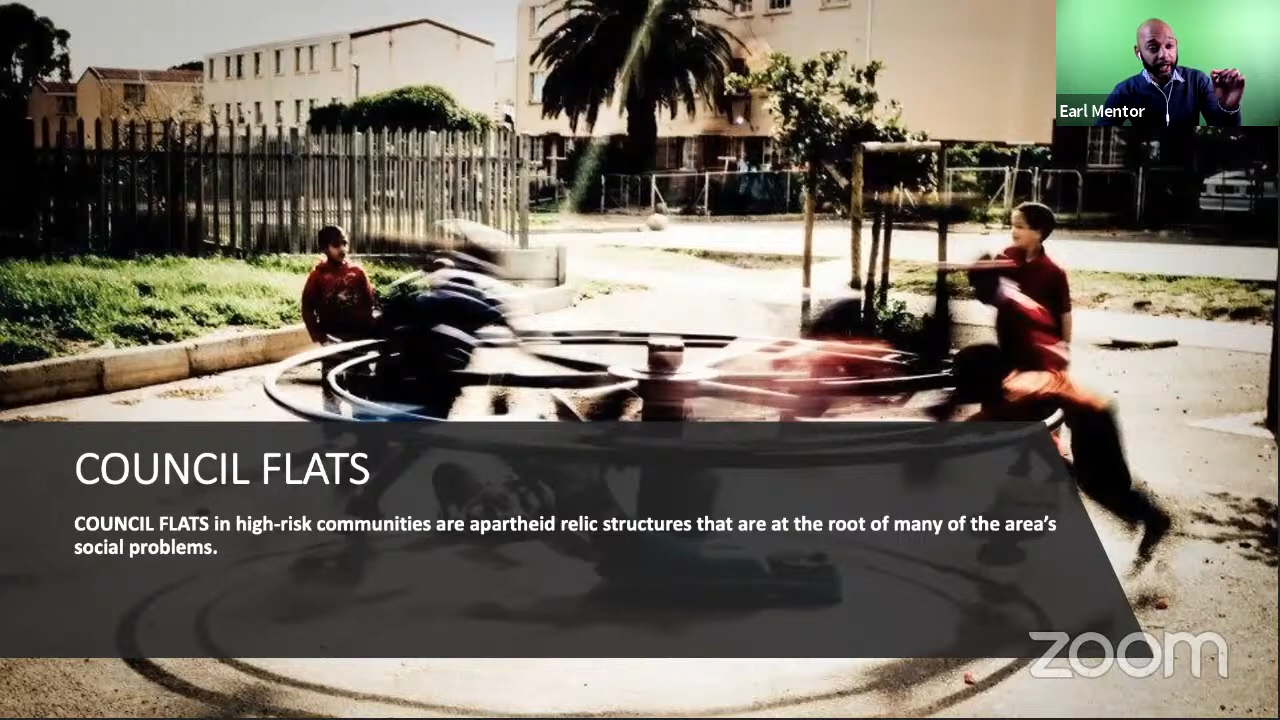 Earl Mentor
COUNCIL FLATS
COUNCIL FLATS in high-risk communities are apartheid relic structures that are at the root of many of the area’s
social problems.
zoom